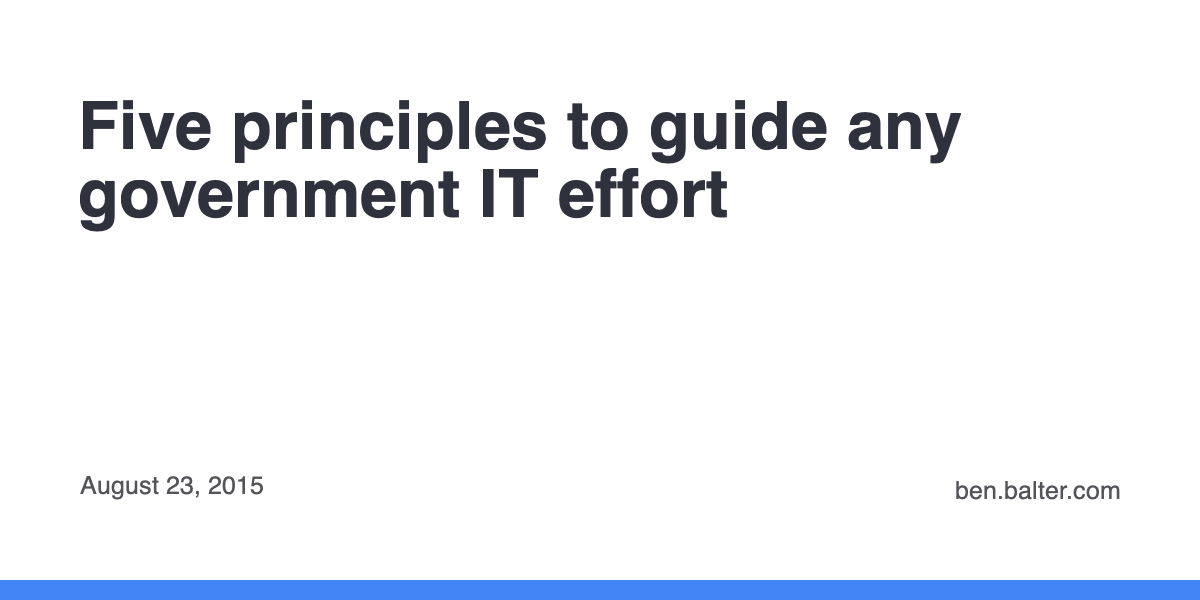 Five principles to guide any
government IT effort
August 23, 2015
ben.balter.com